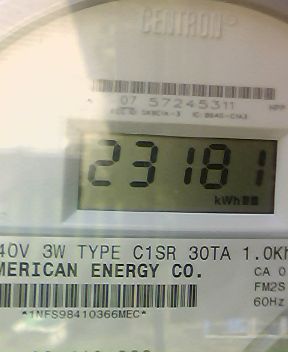 CENTRON®
07 57245311
23181
kWh
40V 3W TYPE C1SR 30TA 1.0Kh
MERICAN ENERGY CO.
CA 0
FM2S
60Hz
*1NFS98410366MEC*